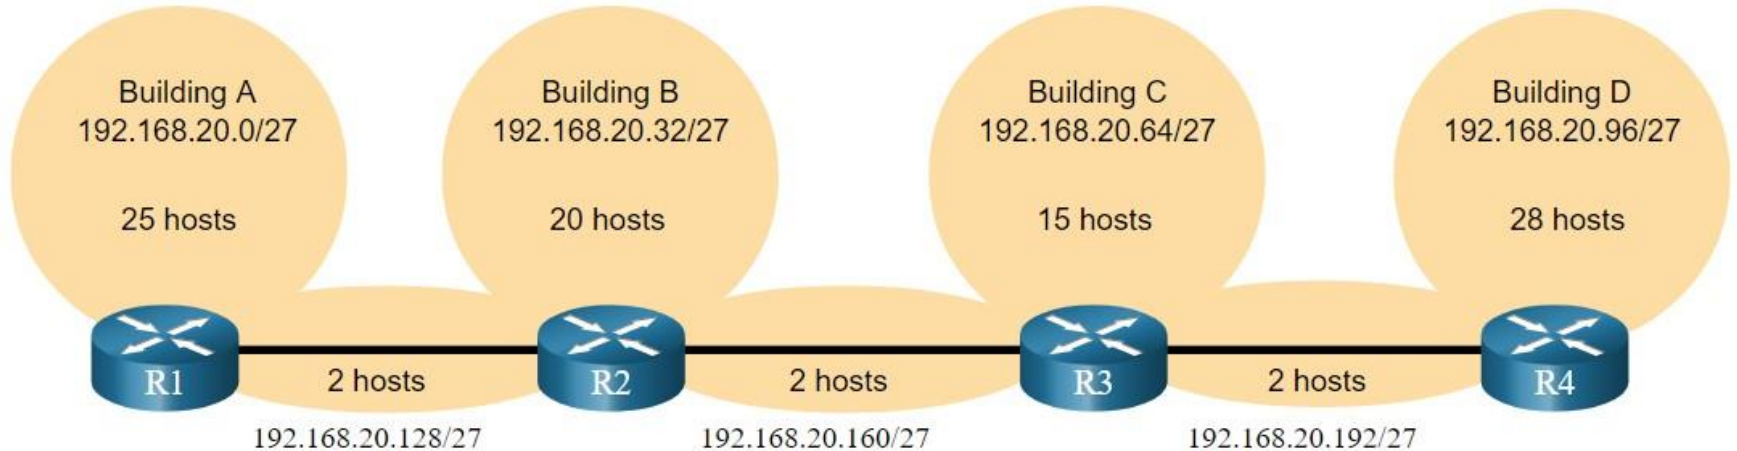 Building A
192.168.20.0/27
25 hosts
Building B
192.168.20.32/27
20 hosts
Building C
192.168.20.64/27
15 hosts
Building D
192.168.20.96/27
28 hosts
R1
2 hosts
R2
2 hosts
R3
2 hosts
R4
192.168.20.128/27
192.168.20.160/27
192.168.20.192/27